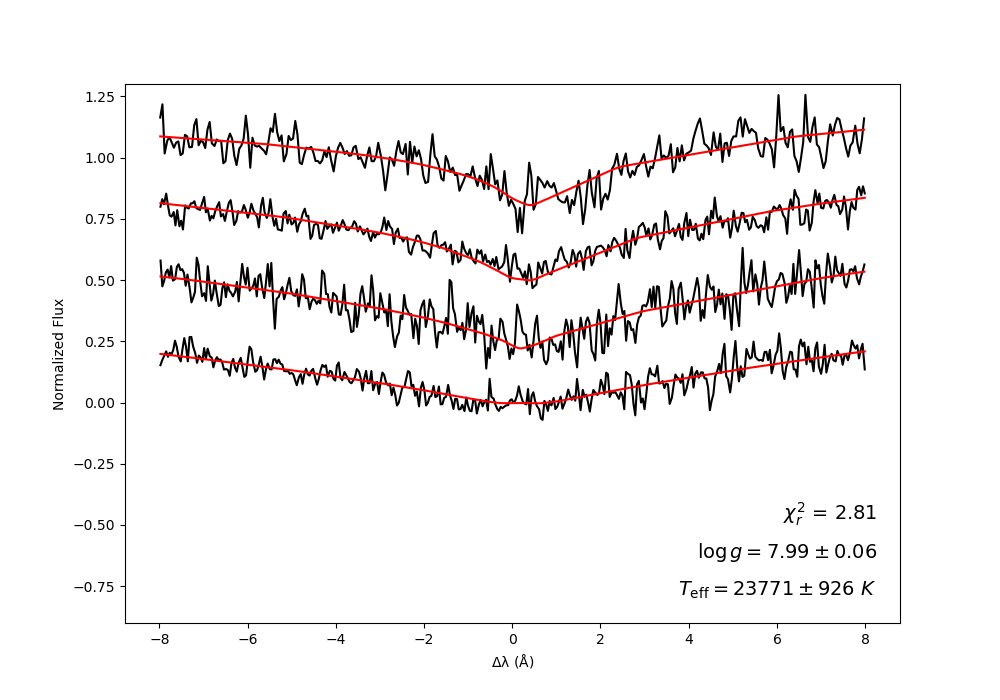 1.25
1.00
0.75
0.50
0.25
0.00
−0.25
−0.50
−0.75
Normalized Flux
χ²ᵣ = 2.81
log g = 7.99 ± 0.06
T_eff = 23771 ± 926 K
−8 −6 −4 −2 0 2 4 6 8
Δλ (Å)